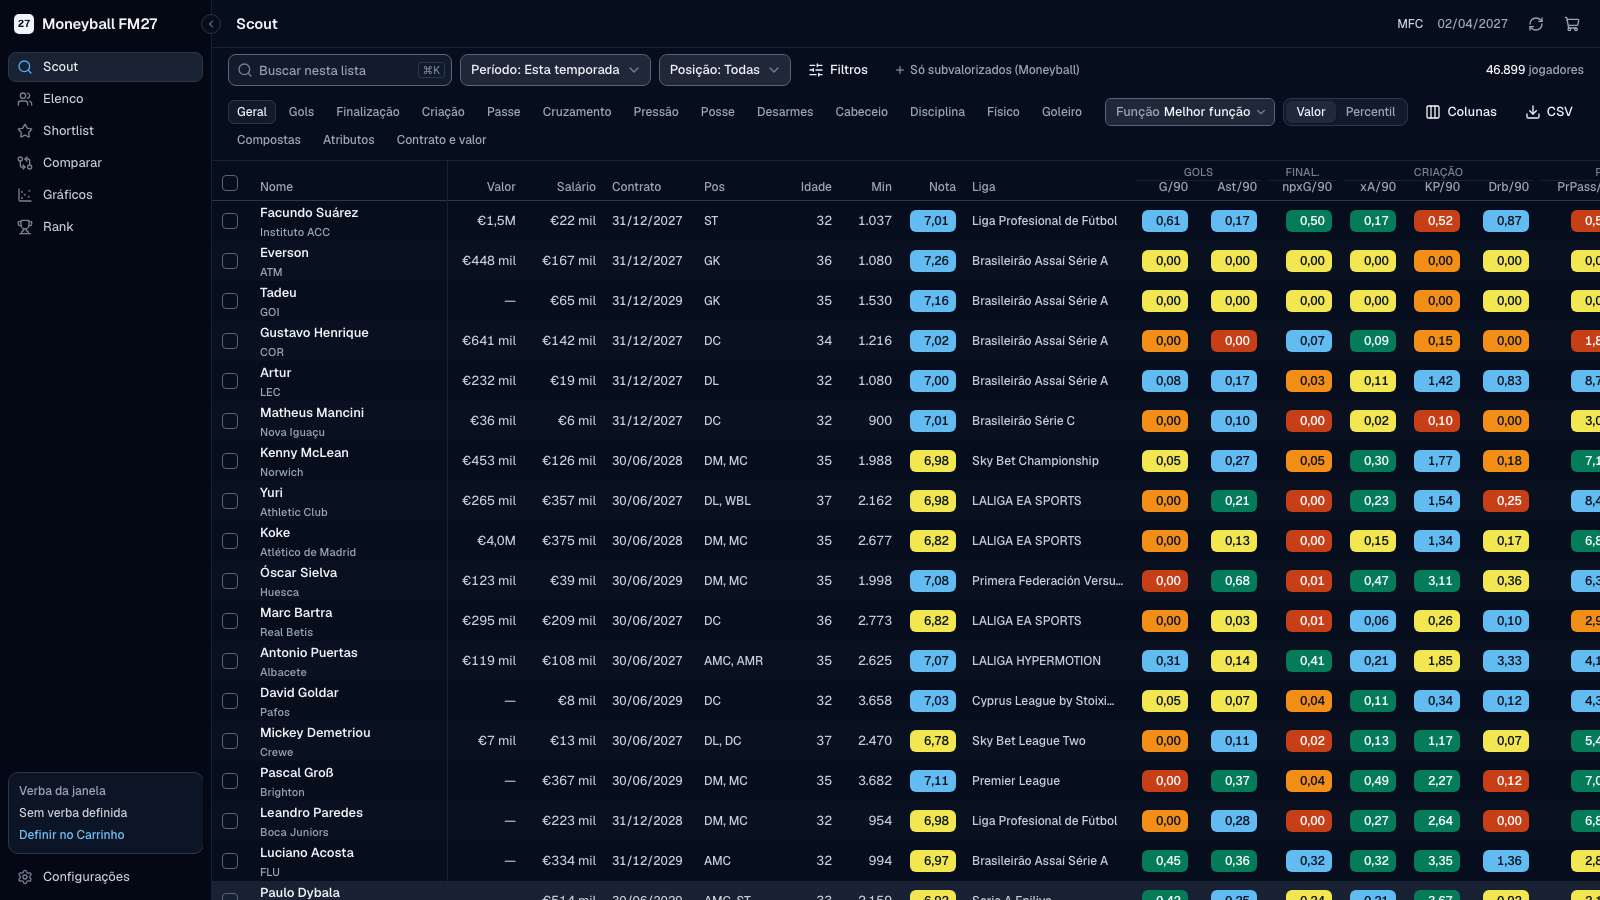 27 Moneyball FM27
Scout
MFC 02/04/2027
Scout
Elenco
Shortlist
Comparar
Gráficos
Rank
Buscar nesta lista ⌘K Período: Esta temporada Posição: Todas Filtros + Só subvalorizados (Moneyball) 46.899 jogadores
Geral Gols Finalização Criação Passe Cruzamento Pressão Posse Desarmes Cabeceio Disciplina Físico Goleiro Função Melhor função Valor Percentil Colunas CSV
Compostas Atributos Contrato e valor
GOLS FINAL. CRIAÇÃO
Nome Valor Salário Contrato Pos Idade Min Nota Liga G/90 Ast/90 npxG/90 xA/90 KP/90 Drb/90 PrPass/
Facundo Suárez €1,5M €22 mil 31/12/2027 ST 32 1.037 7,01 Liga Profesional de Fútbol 0,61 0,17 0,50 0,17 0,52 0,87
Instituto ACC
Everson €448 mil €167 mil 31/12/2027 GK 36 1.080 7,26 Brasileirão Assaí Série A 0,00 0,00 0,00 0,00 0,00 0,00
ATM
Tadeu — €65 mil 31/12/2029 GK 35 1.530 7,16 Brasileirão Assaí Série A 0,00 0,00 0,00 0,00 0,00 0,00
GOI
Gustavo Henrique €641 mil €142 mil 31/12/2027 DC 34 1.216 7,02 Brasileirão Assaí Série A 0,00 0,00 0,07 0,09 0,15 0,00
COR
Artur €232 mil €19 mil 31/12/2027 DL 32 1.080 7,00 Brasileirão Assaí Série A 0,08 0,17 0,03 0,11 1,42 0,83
LEC
Matheus Mancini €36 mil €6 mil 31/12/2027 DC 32 900 7,01 Brasileirão Série C 0,00 0,10 0,00 0,02 0,10 0,00
Nova Iguaçu
Kenny McLean €453 mil €126 mil 30/06/2028 DM, MC 35 1.988 6,98 Sky Bet Championship 0,05 0,27 0,05 0,30 1,77 0,18
Norwich
Yuri €265 mil €357 mil 30/06/2027 DL, WBL 37 2.162 6,98 LALIGA EA SPORTS 0,00 0,21 0,00 0,23 1,54 0,25
Athletic Club
Koke €4,0M €375 mil 30/06/2028 DM, MC 35 2.677 6,82 LALIGA EA SPORTS 0,00 0,13 0,00 0,15 1,34 0,17
Atlético de Madrid
Óscar Sielva €123 mil €39 mil 30/06/2029 DM, MC 35 1.998 7,08 Primera Federación Versu... 0,00 0,68 0,01 0,47 3,11 0,36
Huesca
Marc Bartra €295 mil €209 mil 30/06/2027 DC 36 2.773 6,82 LALIGA EA SPORTS 0,00 0,03 0,01 0,06 0,26 0,10
Real Betis
Antonio Puertas €119 mil €108 mil 30/06/2027 AMC, AMR 35 2.625 7,07 LALIGA HYPERMOTION 0,31 0,14 0,41 0,21 1,85 3,33
Albacete
David Goldar — €8 mil 30/06/2029 DC 32 3.658 7,03 Cyprus League by Stoixi... 0,05 0,07 0,04 0,11 0,34 0,12
Pafos
Mickey Demetriou €7 mil €13 mil 30/06/2027 DL, DC 37 2.470 6,78 Sky Bet League Two 0,00 0,11 0,02 0,13 1,17 0,07
Crewe
Pascal Groß — €367 mil 30/06/2029 DM, MC 35 3.682 7,11 Premier League 0,00 0,37 0,04 0,49 2,27 0,12
Brighton
Leandro Paredes — €223 mil 31/12/2028 DM, MC 32 954 6,98 Liga Profesional de Fútbol 0,00 0,28 0,00 0,27 2,64 0,00
Boca Juniors
Luciano Acosta — €334 mil 31/12/2029 AMC 32 994 6,97 Brasileirão Assaí Série A 0,45 0,36 0,32 0,32 3,35 1,36
FLU
Paulo Dybala
Verba da janela
Sem verba definida
Definir no Carrinho
Configurações